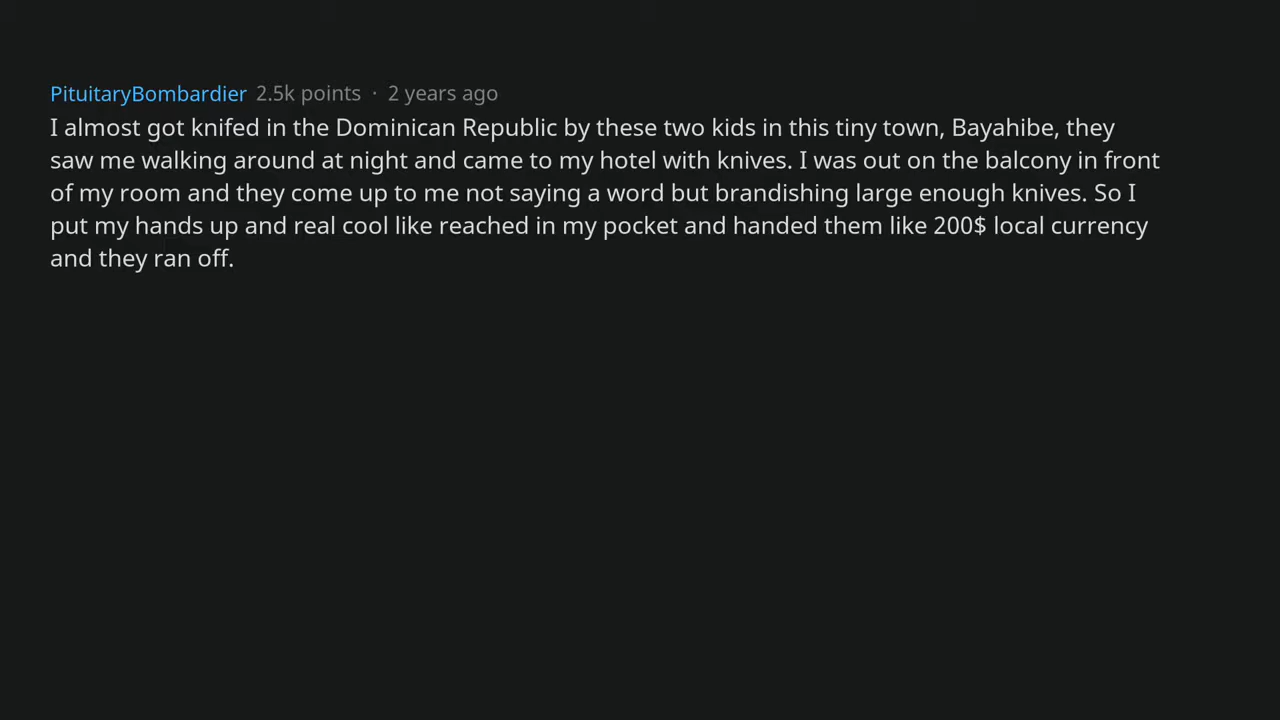 PituitaryBombardier 2.5k points · 2 years ago
I almost got knifed in the Dominican Republic by these two kids in this tiny town, Bayahibe, they
saw me walking around at night and came to my hotel with knives. I was out on the balcony in front
of my room and they come up to me not saying a word but brandishing large enough knives. So I
put my hands up and real cool like reached in my pocket and handed them like 200$ local currency
and they ran off.